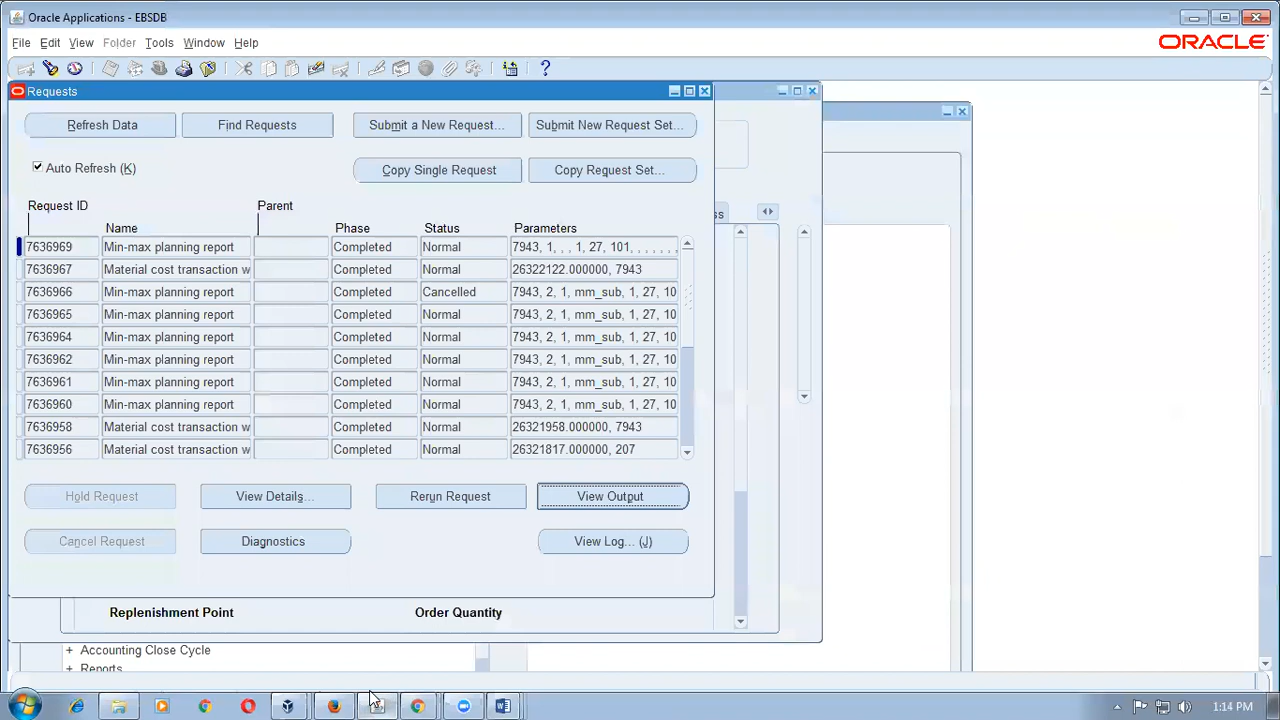 Oracle Applications - EBSDB
File Edit View Folder Tools Window Help
ORACLE
Requests
Refresh Data Find Requests Submit a New Request... Submit New Request Set...
Auto Refresh (K) Copy Single Request Copy Request Set...
Request ID Parent
Name Phase Status Parameters
7636969 Min-max planning report Completed Normal 7943, 1, , , 1, 27, 101, , , , , , ,
7636967 Material cost transaction w Completed Normal 26322122.000000, 7943
7636966 Min-max planning report Completed Cancelled 7943, 2, 1, mm_sub, 1, 27, 10
7636965 Min-max planning report Completed Normal 7943, 2, 1, mm_sub, 1, 27, 10
7636964 Min-max planning report Completed Normal 7943, 2, 1, mm_sub, 1, 27, 10
7636962 Min-max planning report Completed Normal 7943, 2, 1, mm_sub, 1, 27, 10
7636961 Min-max planning report Completed Normal 7943, 2, 1, mm_sub, 1, 27, 10
7636960 Min-max planning report Completed Normal 7943, 2, 1, mm_sub, 1, 27, 10
7636958 Material cost transaction w Completed Normal 26321958.000000, 7943
7636956 Material cost transaction w Completed Normal 26321817.000000, 207
Hold Request View Details... Rerun Request View Output
Cancel Request Diagnostics View Log... (J)
Replenishment Point Order Quantity
+ Accounting Close Cycle
+ Reports
1:14 PM